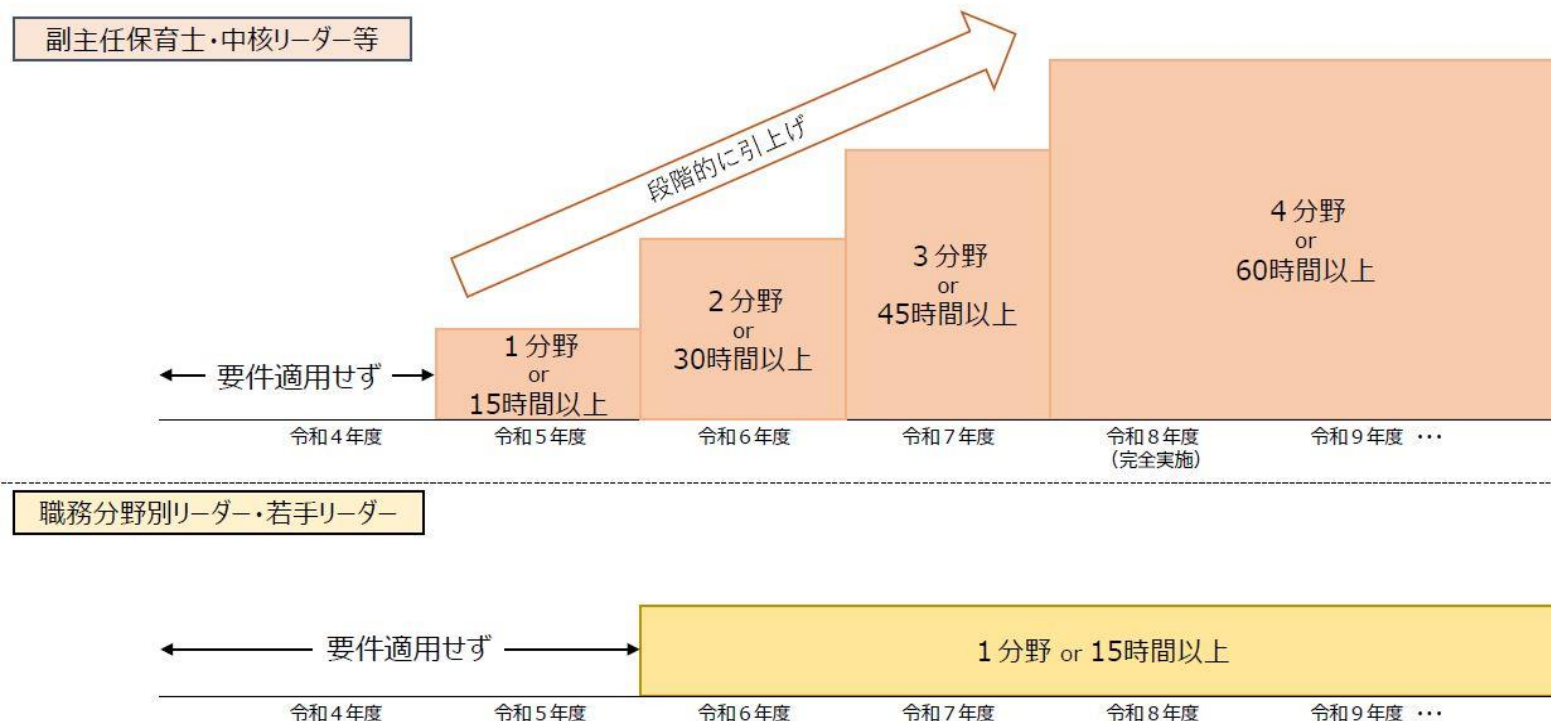 副主任保育士・中核リーダー等
段階的に引上げ
４分野
or
60時間以上
３分野
or
45時間以上
２分野
or
30時間以上
１分野
or
15時間以上
要件適用せず
令和４年度
令和５年度
令和６年度
令和７年度
令和８年度
（完全実施）
令和９年度 ･･･
職務分野別リーダー・若手リーダー
要件適用せず
１分野 or 15時間以上
令和４年度
令和５年度
令和６年度
令和７年度
令和８年度
令和９年度 ･･･